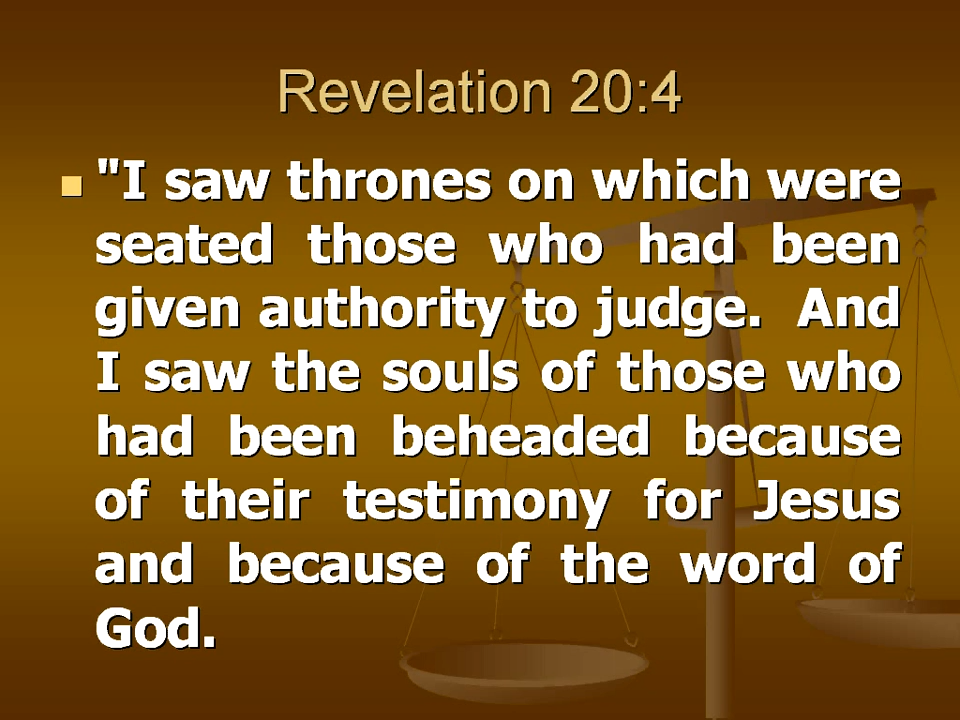 Revelation 20:4
"I saw thrones on which were
seated those who had been
given authority to judge.  And
I saw the souls of those who
had been beheaded because
of their testimony for Jesus
and because of the word of
God.